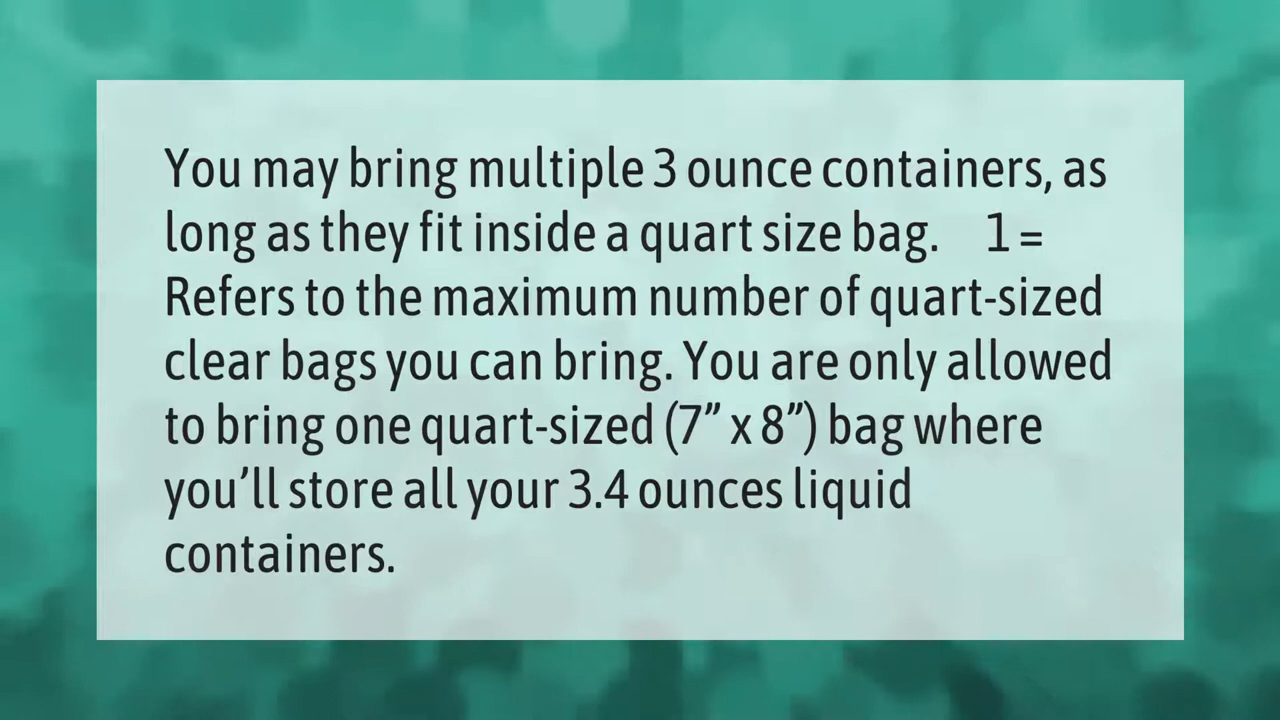 You may bring multiple 3 ounce containers, as
long as they fit inside a quart size bag. 1 =
Refers to the maximum number of quart-sized
clear bags you can bring. You are only allowed
to bring one quart-sized (7” x 8”) bag where
you’ll store all your 3.4 ounces liquid
containers.